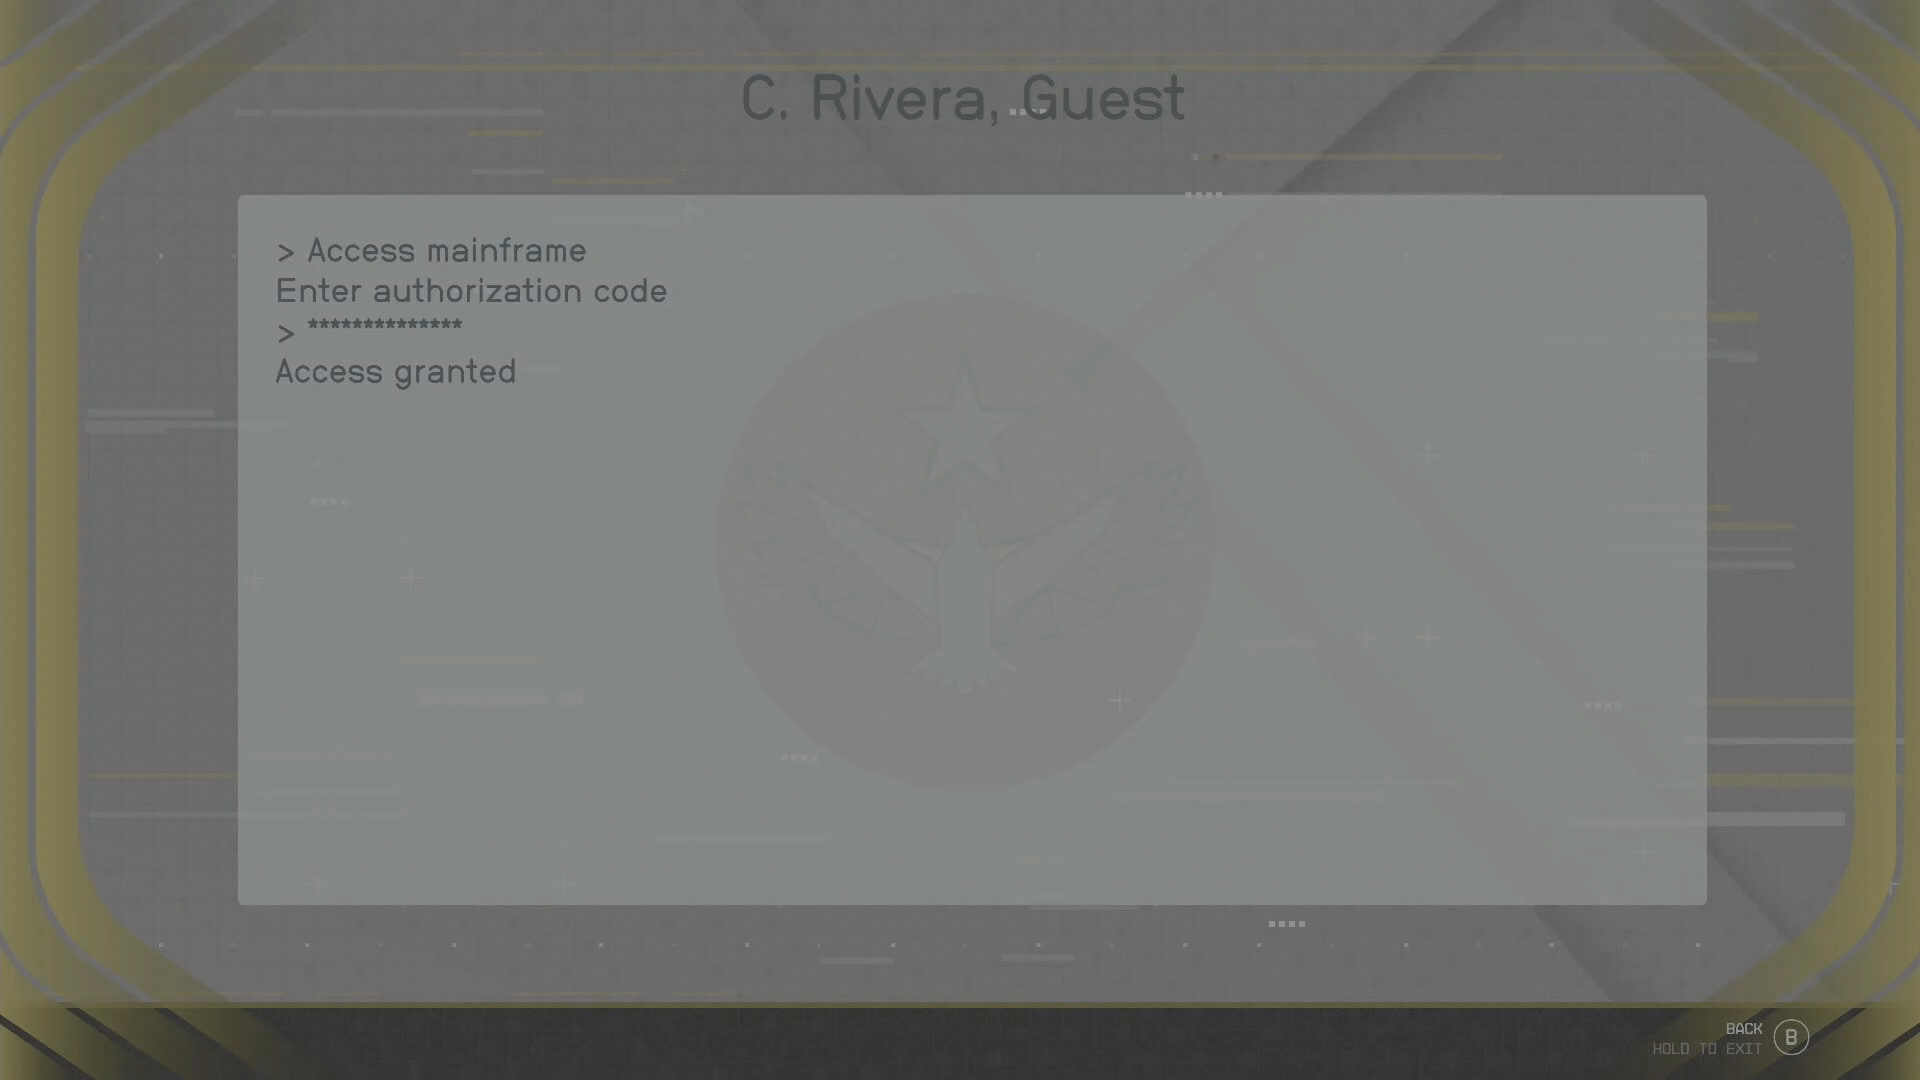 C. Rivera, Guest
> Access mainframe
Enter authorization code
> **************
Access granted
BACK
HOLD TO EXIT
B